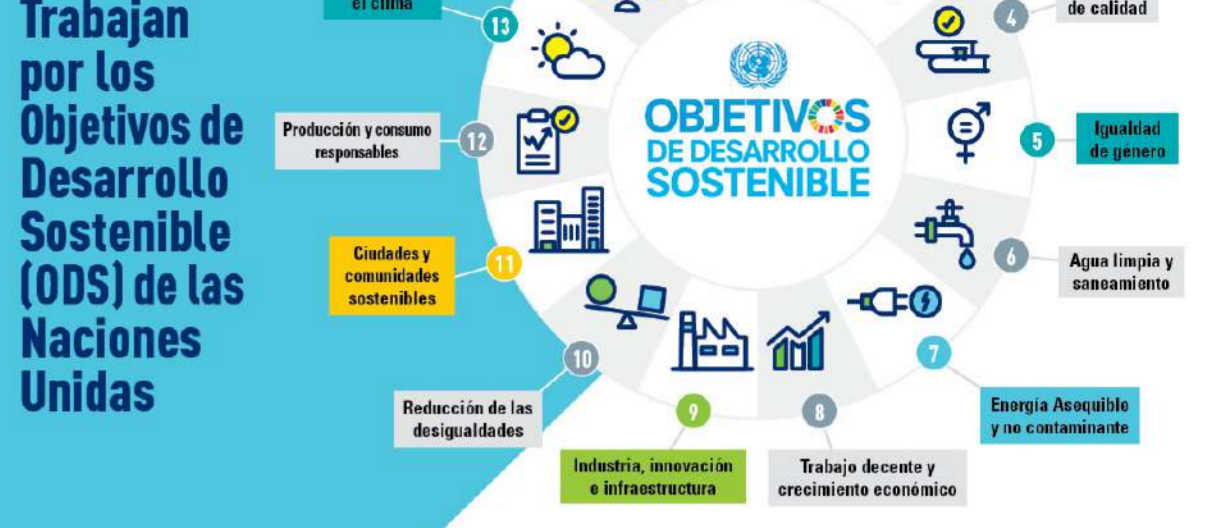 Trabajan
por los
Objetivos de
Desarrollo
Sostenible
(ODS) de las
Naciones
Unidas
el clima
13
4
de calidad
OBJETIVOS
DE DESARROLLO
SOSTENIBLE
Producción y consumo
responsables
12
5
Igualdad
de género
Ciudades y
comunidades
sostenibles
11
6
Agua limpia y
saneamiento
10
Reducción de las
desigualdades
7
Energía Asequible
y no contaminante
9
Industria, innovación
e infraestructura
8
Trabajo decente y
crecimiento económico